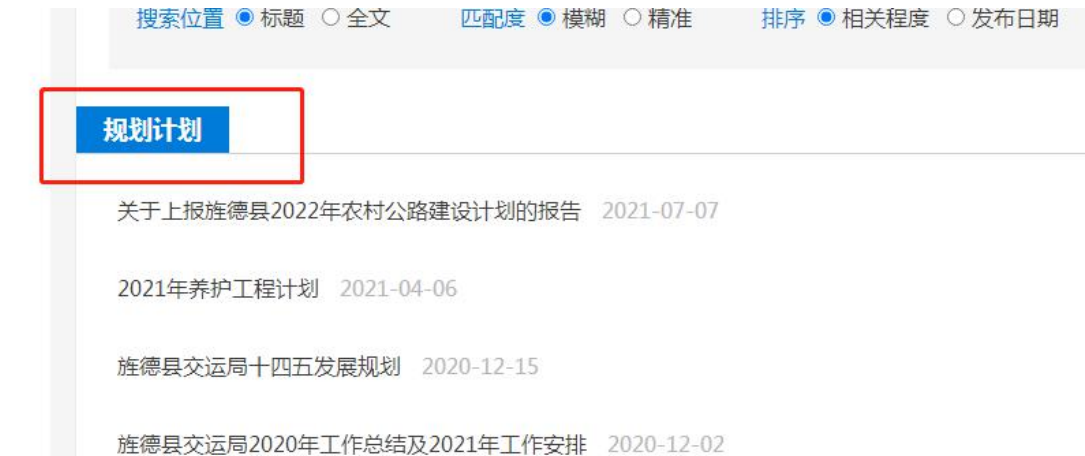 搜索位置 标题 全文 匹配度 模糊 精准 排序 相关程度 发布日期
规划计划
关于上报旌德县2022年农村公路建设计划的报告 2021-07-07
2021年养护工程计划 2021-04-06
旌德县交运局十四五发展规划 2020-12-15
旌德县交运局2020年工作总结及2021年工作安排 2020-12-02